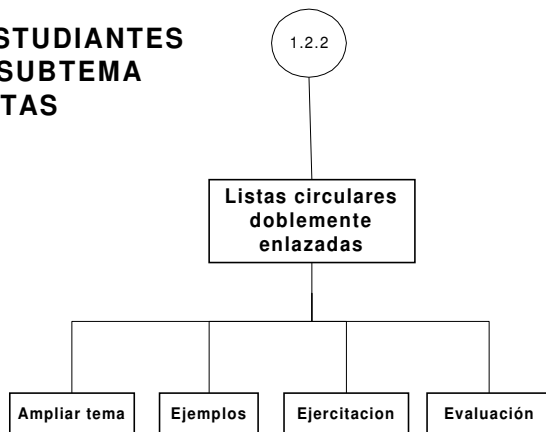 STUDIANTES
SUBTEMA
TAS
1.2.2
Listas circulares
doblemente
enlazadas
Ampliar tema
Ejemplos
Ejercitacion
Evaluación